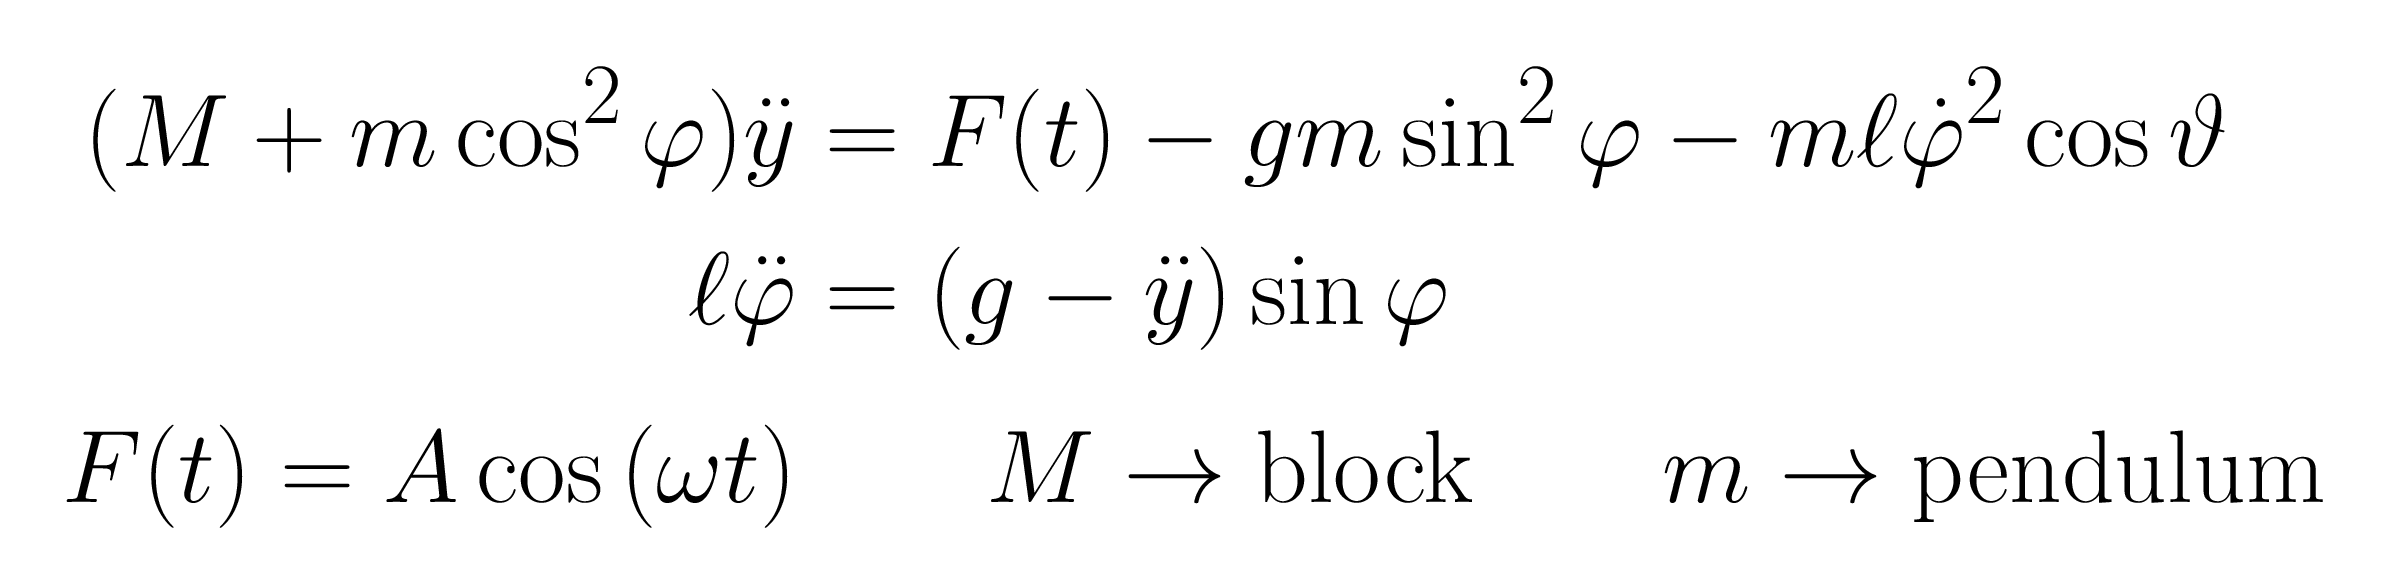 (M + m cos² φ)ÿ = F(t) − gm sin² φ − mℓφ̇² cos ϑ
ℓφ̈ = (g − ÿ) sin φ
F(t) = A cos (ωt) M → block m → pendulum